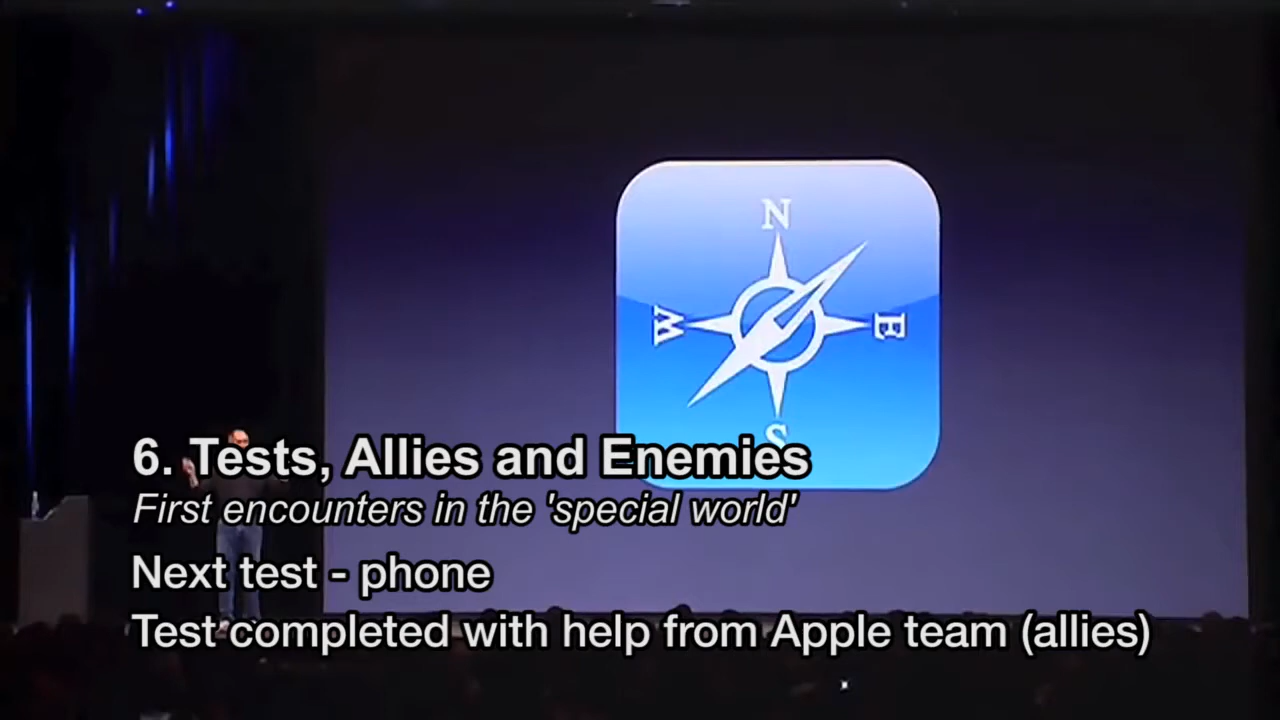 N
W E
S
6. Tests, Allies and Enemies
First encounters in the 'special world'
Next test - phone
Test completed with help from Apple team (allies)